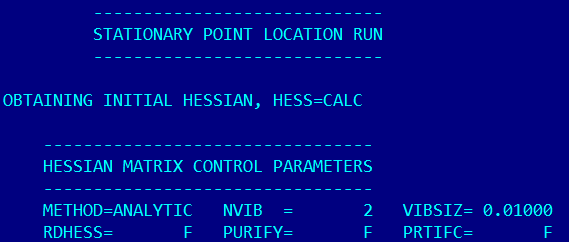 -----------------------------
STATIONARY POINT LOCATION RUN
-----------------------------
OBTAINING INITIAL HESSIAN, HESS=CALC
---------------------------------
HESSIAN MATRIX CONTROL PARAMETERS
---------------------------------
METHOD=ANALYTIC   NVIB  =       2   VIBSIZ= 0.01000
RDHESS=       F   PURIFY=       F   PRTIFC=       F